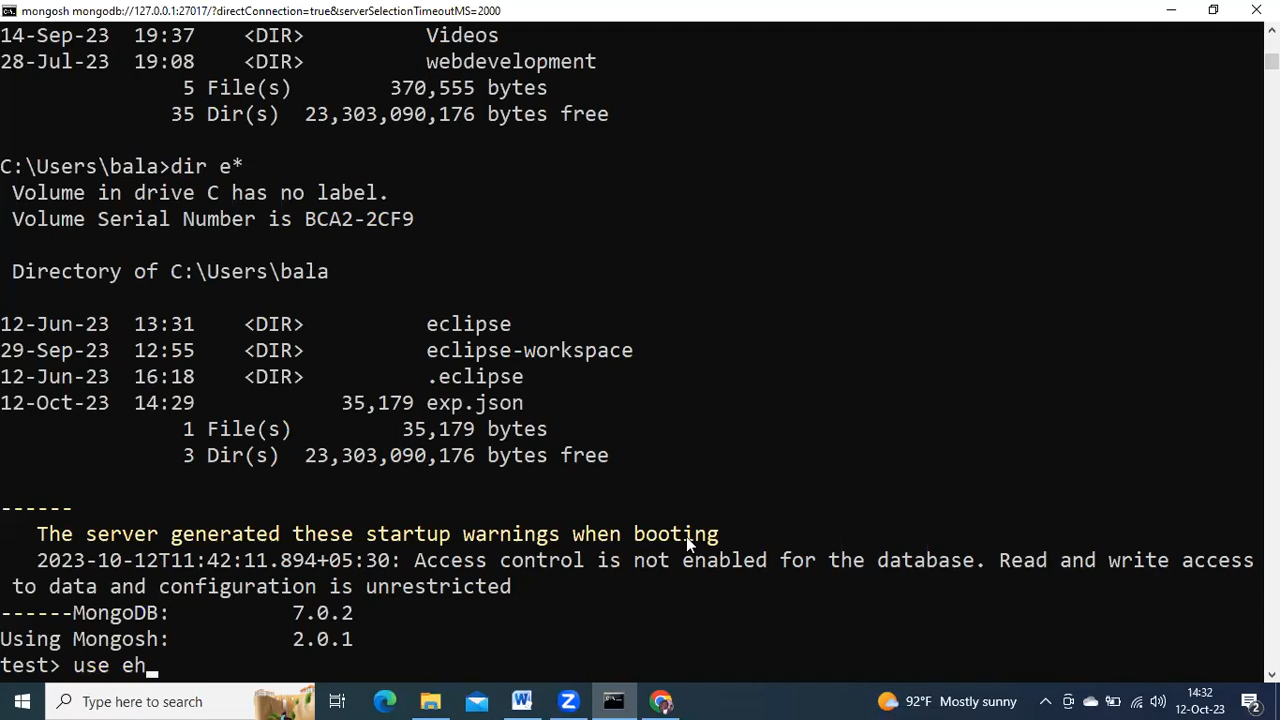 mongosh mongodb://127.0.0.1:27017/?directConnection=true&serverSelectionTimeoutMS=2000
14-Sep-23  19:37    <DIR>          Videos
28-Jul-23  19:08    <DIR>          webdevelopment
               5 File(s)        370,555 bytes
              35 Dir(s)  23,303,090,176 bytes free
C:\Users\bala>dir e*
 Volume in drive C has no label.
 Volume Serial Number is BCA2-2CF9
 Directory of C:\Users\bala
12-Jun-23  13:31    <DIR>          eclipse
29-Sep-23  12:55    <DIR>          eclipse-workspace
12-Jun-23  16:18    <DIR>          .eclipse
12-Oct-23  14:29            35,179 exp.json
               1 File(s)         35,179 bytes
               3 Dir(s)  23,303,090,176 bytes free
------
   The server generated these startup warnings when booting
   2023-10-12T11:42:11.894+05:30: Access control is not enabled for the database. Read and write access
 to data and configuration is unrestricted
------MongoDB:          7.0.2
Using Mongosh:          2.0.1
test> use eh
Type here to search
92°F Mostly sunny
14:32
12-Oct-23
2